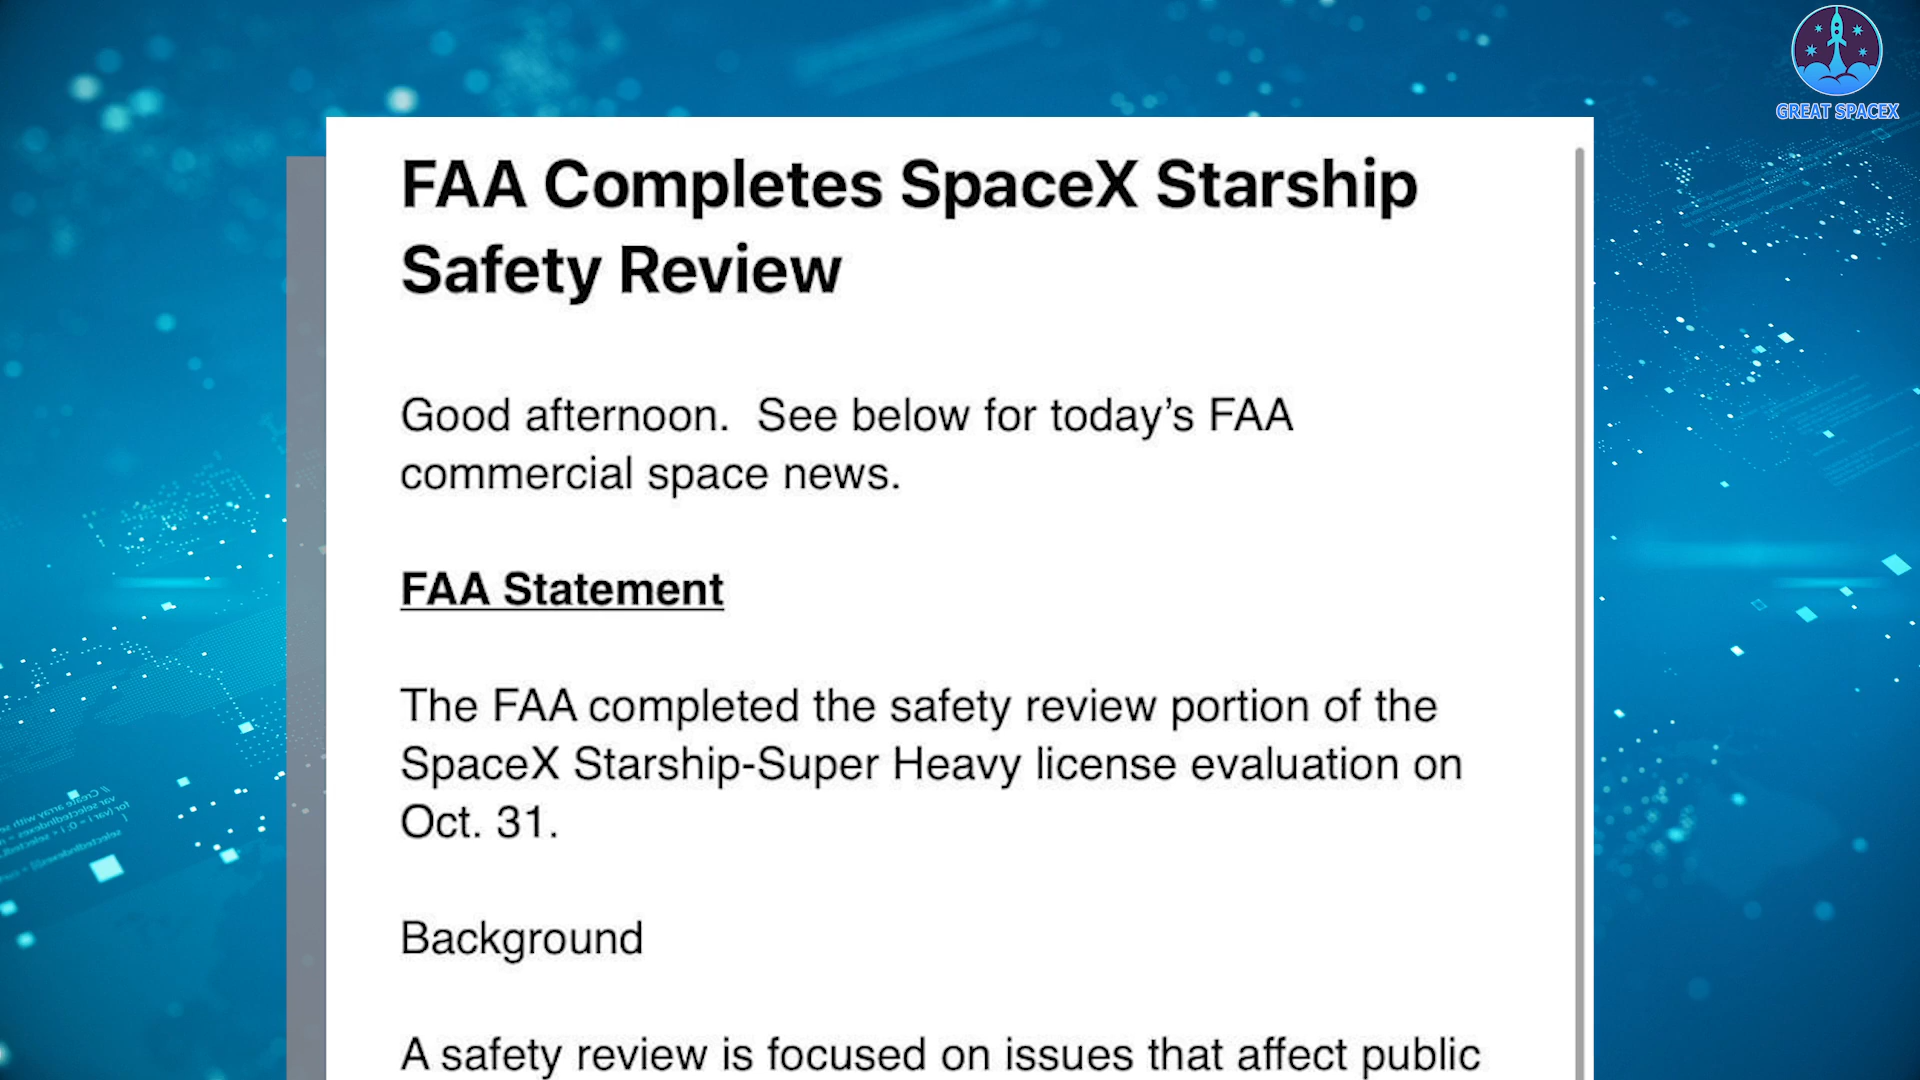 GREAT SPACEX
FAA Completes SpaceX Starship
Safety Review
Good afternoon.  See below for today’s FAA
commercial space news.
FAA Statement
The FAA completed the safety review portion of the
SpaceX Starship-Super Heavy license evaluation on
Oct. 31.
Background
A safety review is focused on issues that affect public